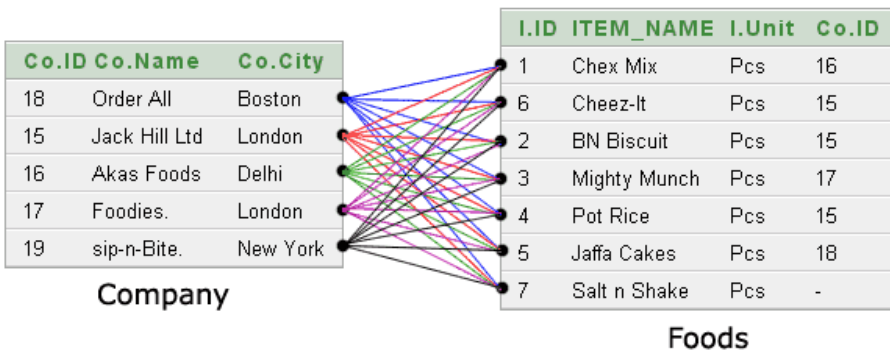 Co.ID Co.Name Co.City
18 Order All Boston
15 Jack Hill Ltd London
16 Akas Foods Delhi
17 Foodies. London
19 sip-n-Bite. New York
Company
I.ID ITEM_NAME I.Unit Co.ID
1 Chex Mix Pcs 16
6 Cheez-It Pcs 15
2 BN Biscuit Pcs 15
3 Mighty Munch Pcs 17
4 Pot Rice Pcs 15
5 Jaffa Cakes Pcs 18
7 Salt n Shake Pcs -
Foods